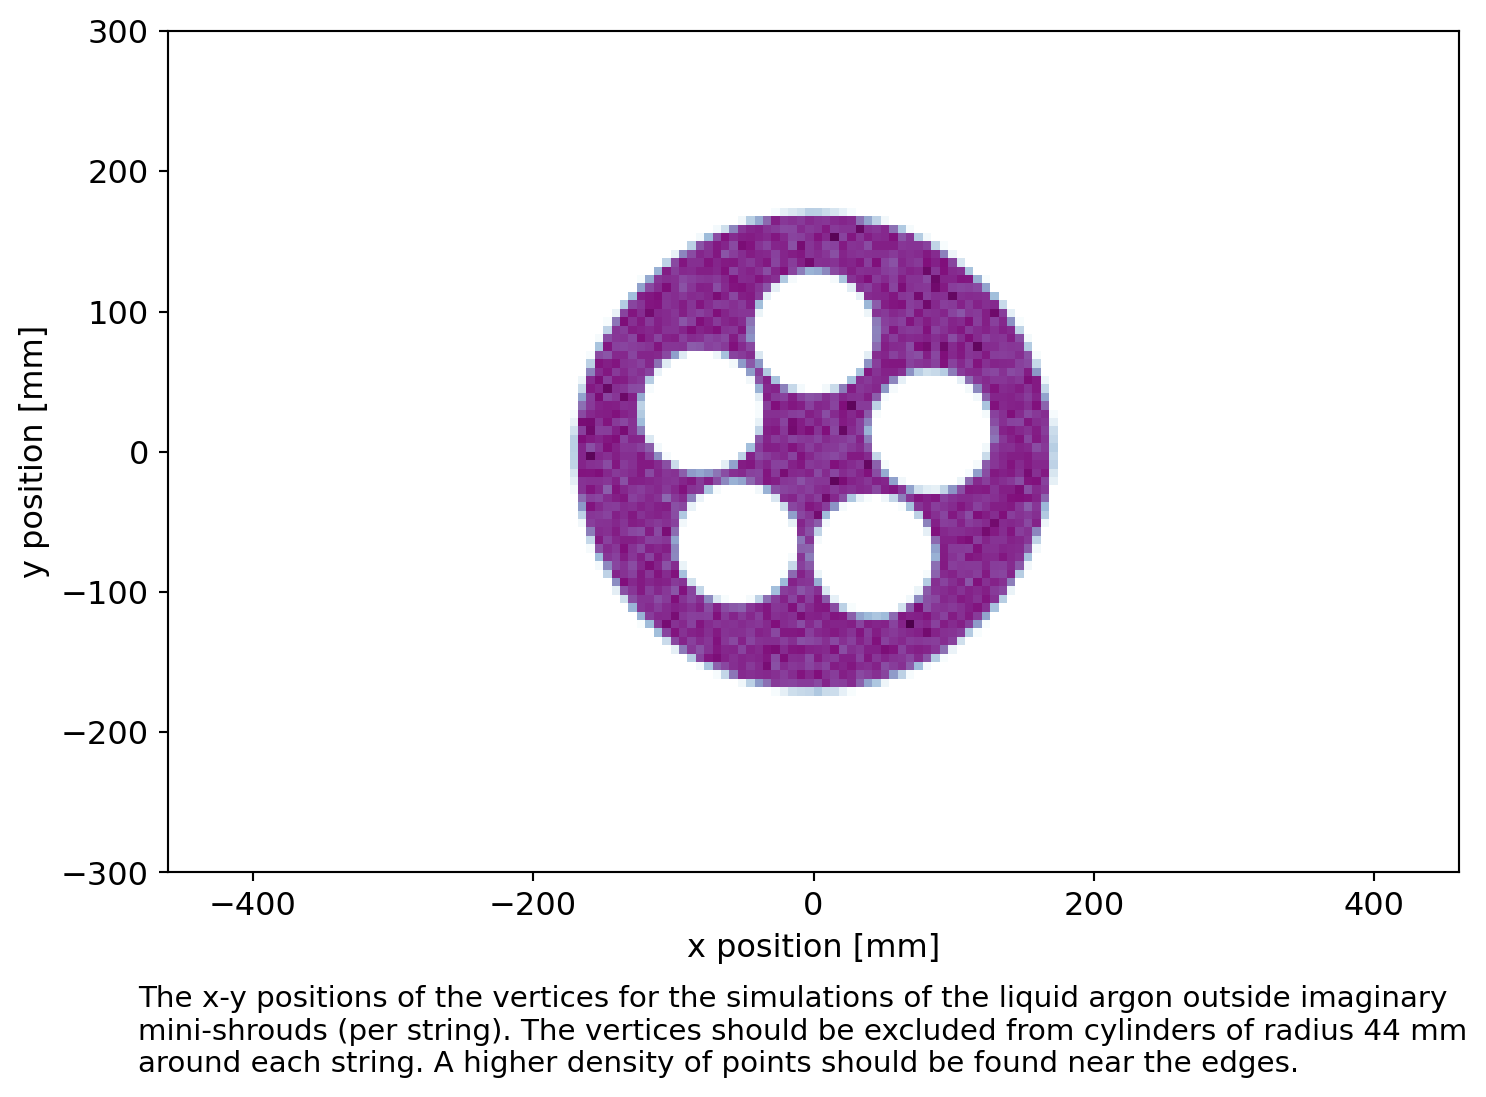 300
200
100
0
−100
−200
−300
y position [mm]
−400
−200
0
200
400
x position [mm]
The x-y positions of the vertices for the simulations of the liquid argon outside imaginary
mini-shrouds (per string). The vertices should be excluded from cylinders of radius 44 mm
around each string. A higher density of points should be found near the edges.